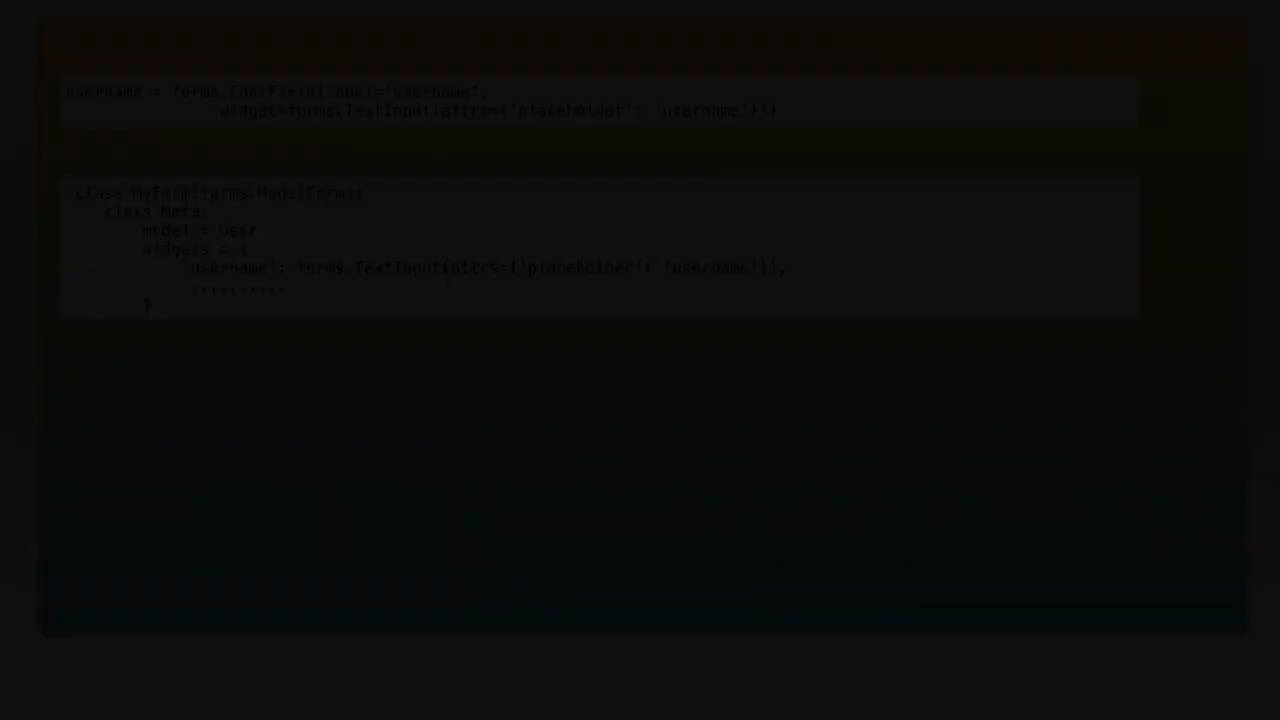 username = forms.CharField(label='username',
widget=forms.TextInput(attrs={'placeholder': 'username'}))
class MyForm(forms.ModelForm):
class Meta:
model = User
widgets = {
'username': forms.TextInput(attrs={'placeholder': 'username'}),
..........
}